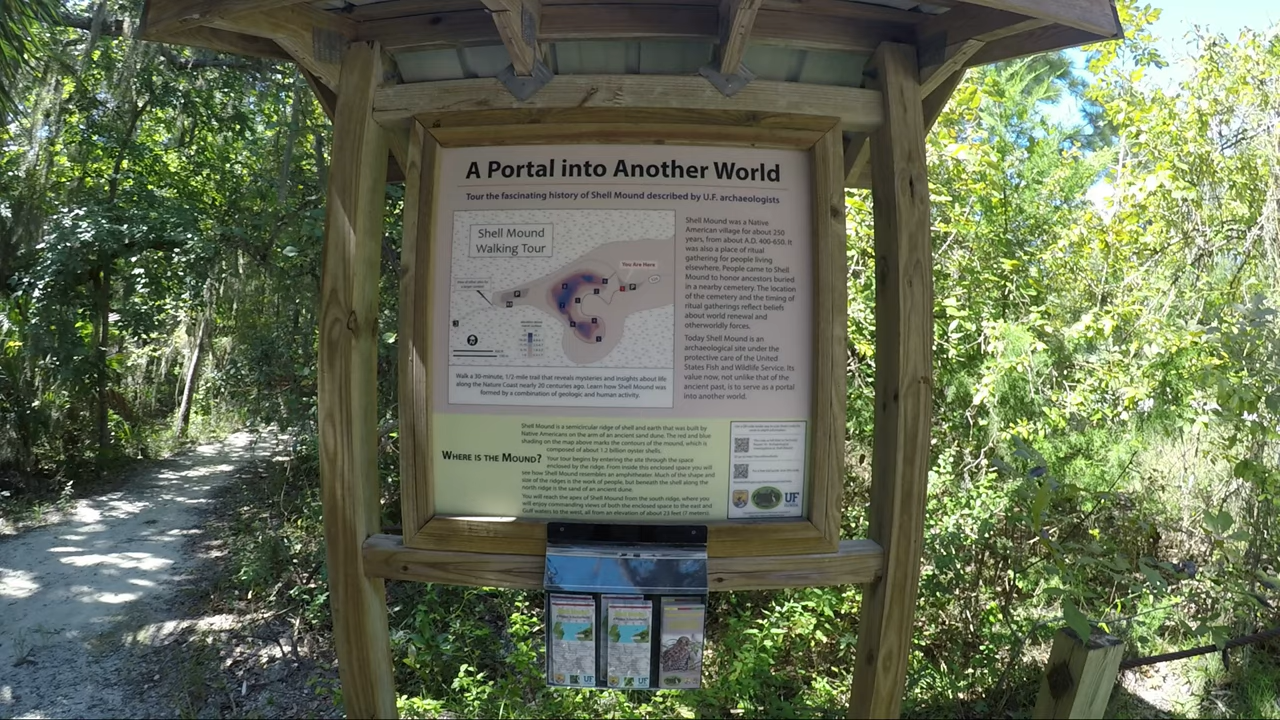 A Portal into Another World
Tour the fascinating history of Shell Mound described by U.F. archaeologists
Shell Mound
Walking Tour
You Are Here
Walk a 30-minute, 1/2-mile trail that reveals mysteries and insights about life
along the Nature Coast nearly 20 centuries ago. Learn how Shell Mound was
formed by a combination of geologic and human activity.
Shell Mound was a Native
American village for about 250
years, from about A.D. 400-650. It
was also a place of ritual
gathering for people living
elsewhere. People came to Shell
Mound to honor ancestors buried
in a nearby cemetery. The location
of the cemetery and the timing of
ritual gatherings reflect beliefs
about world renewal and
otherworldly forces.
Today Shell Mound is an
archaeological site under the
protective care of the United
States Fish and Wildlife Service. Its
value now, not unlike that of the
ancient past, is to serve as a portal
into another world.
Where is the Mound?
Shell Mound is a semicircular ridge of shell and earth that was built by
Native Americans on the arm of an ancient sand dune. The red and blue
shading on the map above marks the contours of the mound, which is
composed of about 1.2 billion oyster shells.
Your tour begins by entering the site through the space
enclosed by the ridge. From inside this enclosed space you will
see how Shell Mound resembles an amphitheater. Much of the shape and
size of the ridges is the work of people, but beneath the shell along the
north ridge is the sand of an ancient dune.
You will reach the apex of Shell Mound from the south ridge, where you
will enjoy commanding views of both the enclosed space to the east and
Gulf waters to the west, all from an elevation of about 23 feet (7 meters).
UF
UF
UF